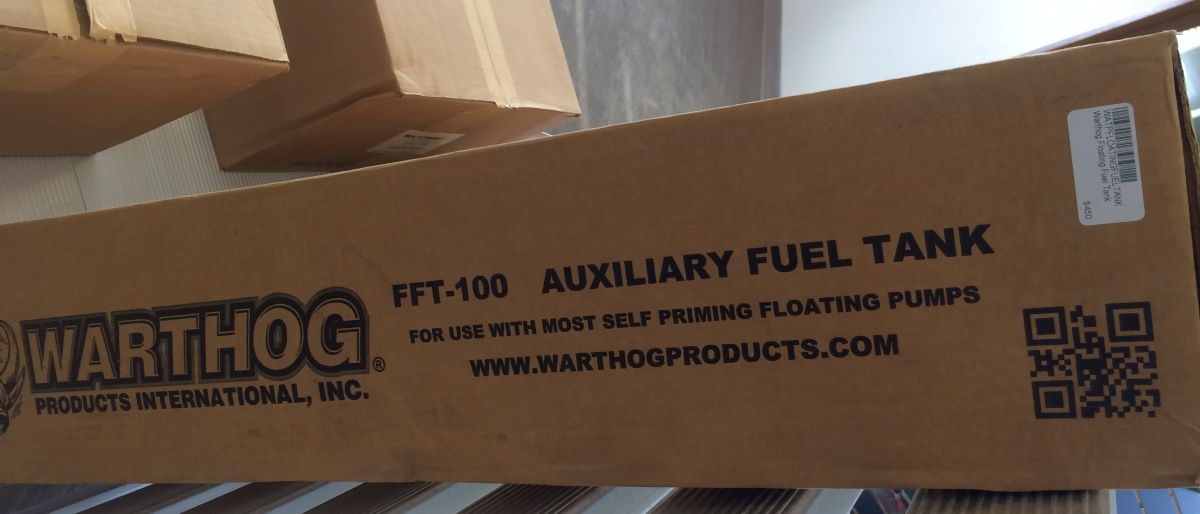 WARTHOG®
PRODUCTS INTERNATIONAL, INC.
FFT-100 AUXILIARY FUEL TANK
FOR USE WITH MOST SELF PRIMING FLOATING PUMPS
WWW.WARTHOGPRODUCTS.COM
WATPFLOATINGFUELTANK
Warthog Floating Fuel Tank
$450